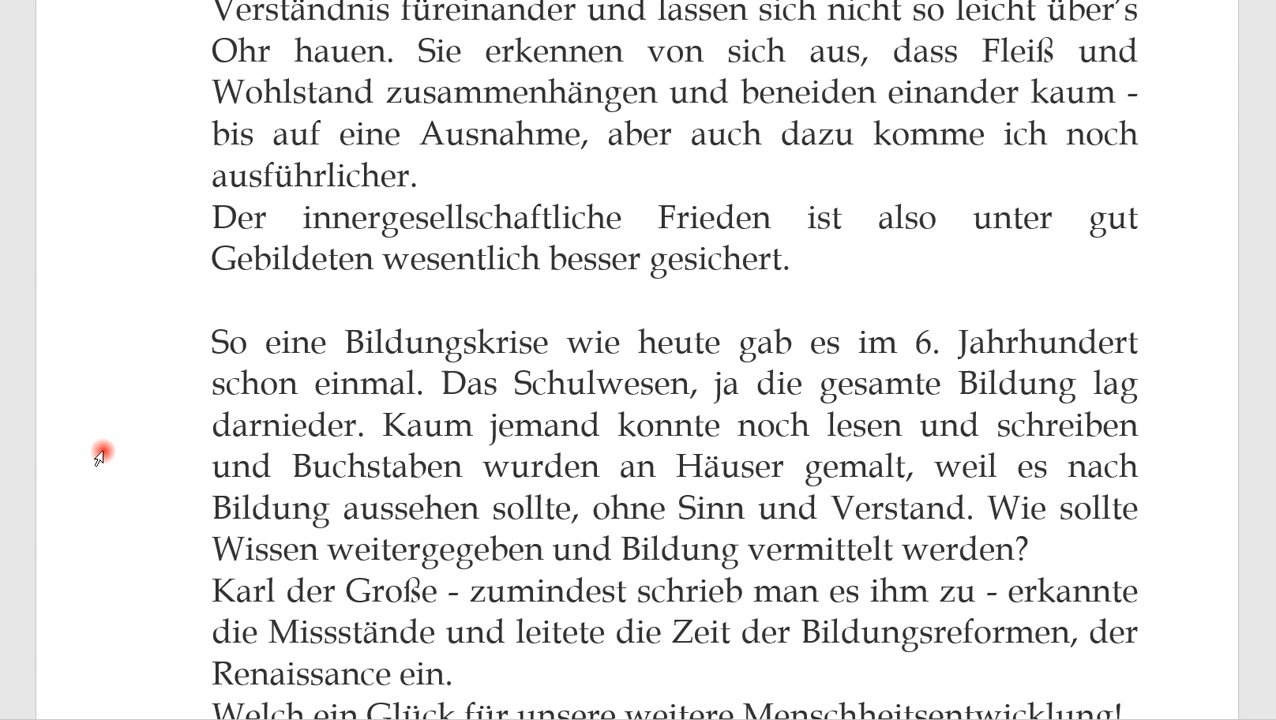 Verständnis füreinander und lassen sich nicht so leicht über's
Ohr hauen. Sie erkennen von sich aus, dass Fleiß und
Wohlstand zusammenhängen und beneiden einander kaum -
bis auf eine Ausnahme, aber auch dazu komme ich noch
ausführlicher.
Der innergesellschaftliche Frieden ist also unter gut
Gebildeten wesentlich besser gesichert.
So eine Bildungskrise wie heute gab es im 6. Jahrhundert
schon einmal. Das Schulwesen, ja die gesamte Bildung lag
darnieder. Kaum jemand konnte noch lesen und schreiben
und Buchstaben wurden an Häuser gemalt, weil es nach
Bildung aussehen sollte, ohne Sinn und Verstand. Wie sollte
Wissen weitergegeben und Bildung vermittelt werden?
Karl der Große - zumindest schrieb man es ihm zu - erkannte
die Missstände und leitete die Zeit der Bildungsreformen, der
Renaissance ein.
Welch ein Glück für unsere weitere Menschheitsentwicklung!